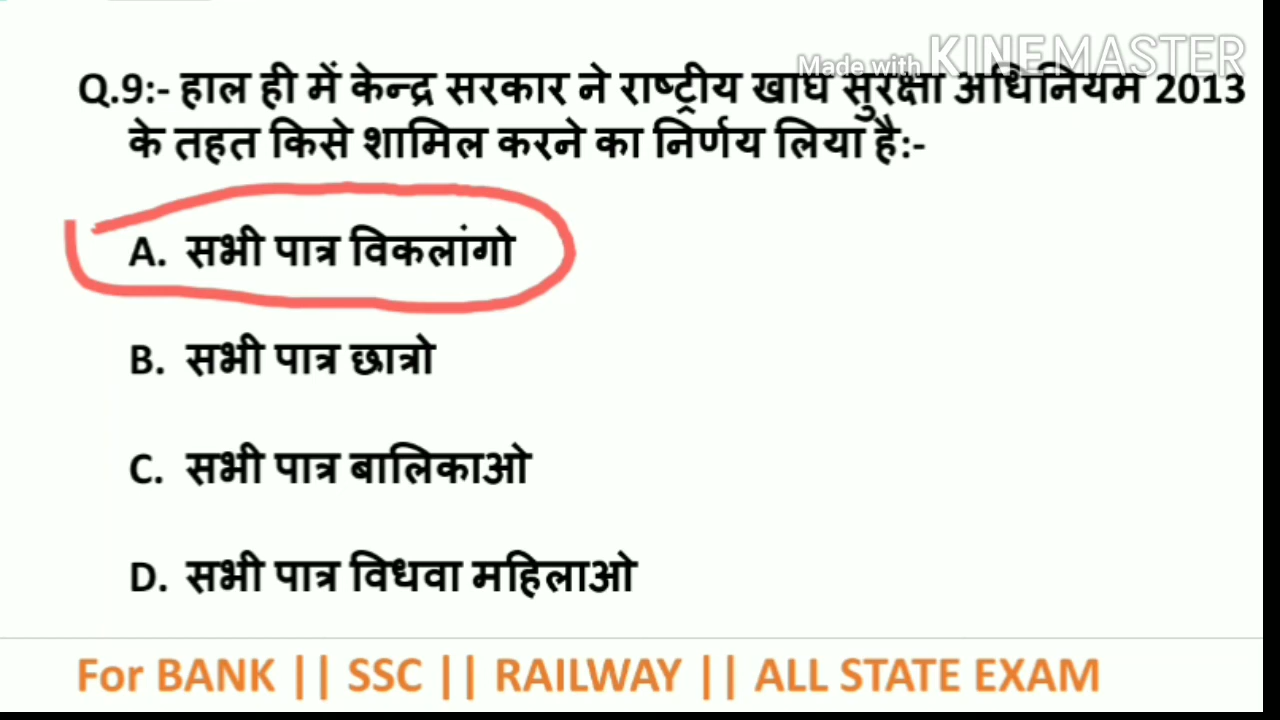 Made with KINEMASTER
Q.9:- हाल ही में केन्द्र सरकार ने राष्ट्रीय खाघ सुरक्षा अधिनियम 2013
के तहत किसे शामिल करने का निर्णय लिया है:-
A. सभी पात्र विकलांगो
B. सभी पात्र छात्रो
C. सभी पात्र बालिकाओ
D. सभी पात्र विधवा महिलाओ
For BANK || SSC || RAILWAY || ALL STATE EXAM